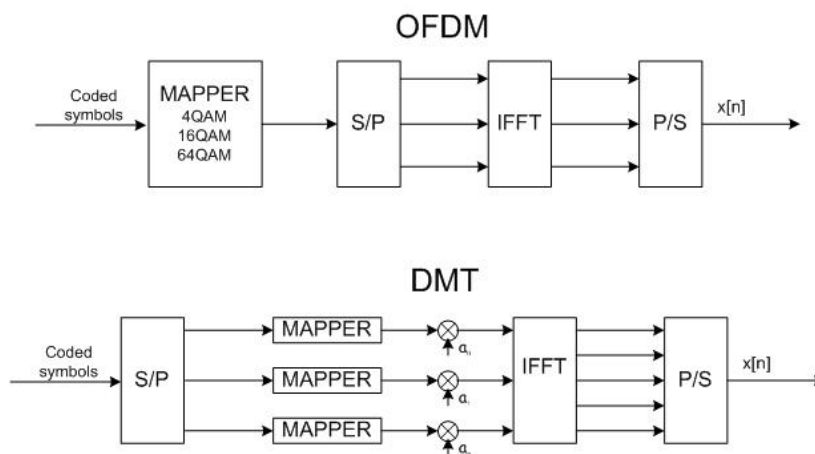 OFDM
Coded
symbols
MAPPER
4QAM
16QAM
64QAM
S/P
IFFT
P/S
x[n]
DMT
Coded
symbols
S/P
MAPPER
MAPPER
MAPPER
IFFT
P/S
x[n]